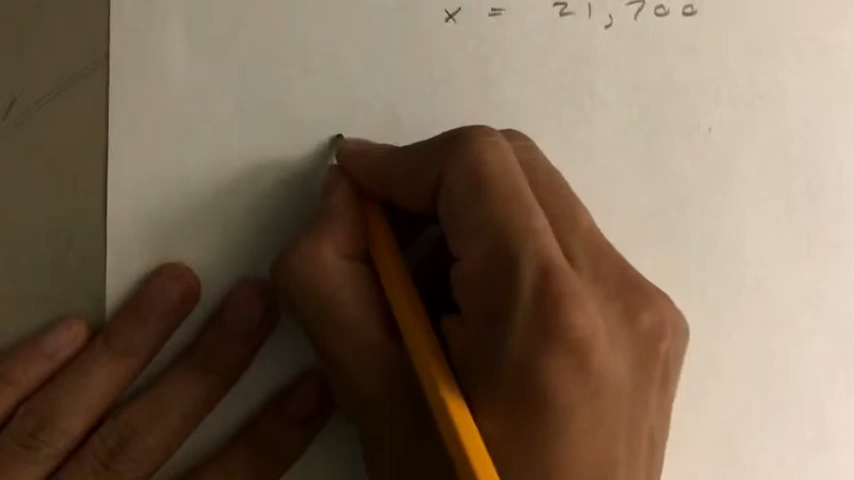 x = 21,700